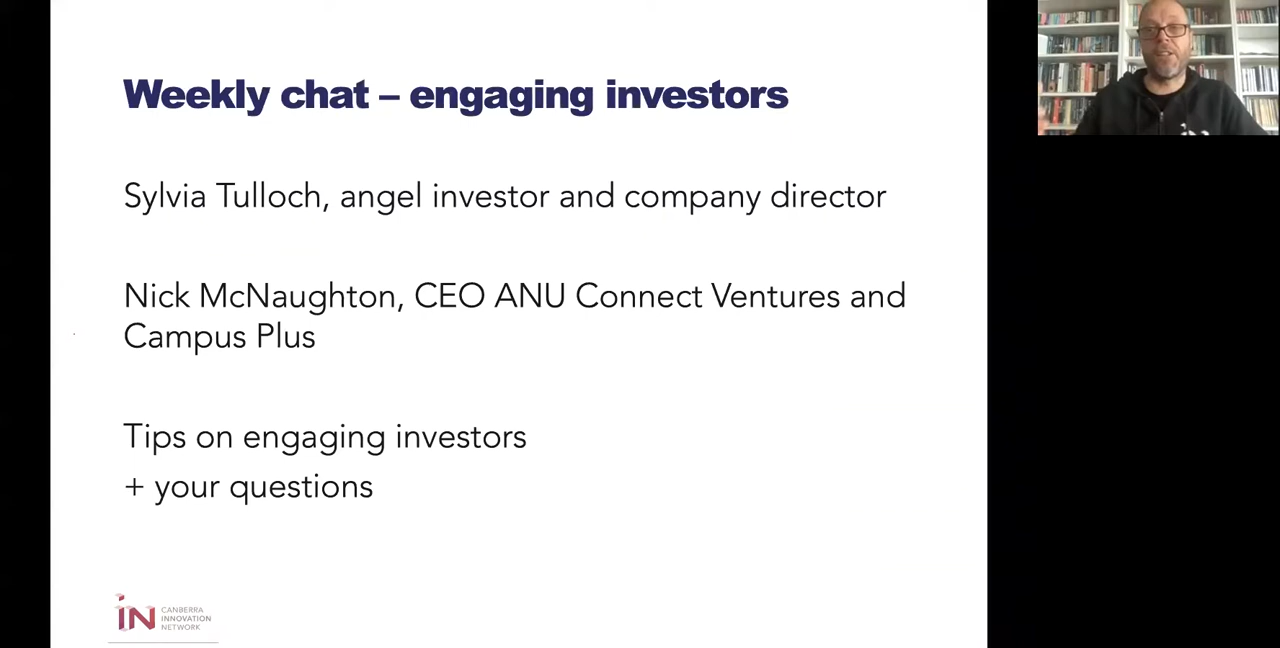 Weekly chat – engaging investors
Sylvia Tulloch, angel investor and company director
Nick McNaughton, CEO ANU Connect Ventures and
Campus Plus
Tips on engaging investors
+ your questions
iN
CANBERRA
INNOVATION
NETWORK